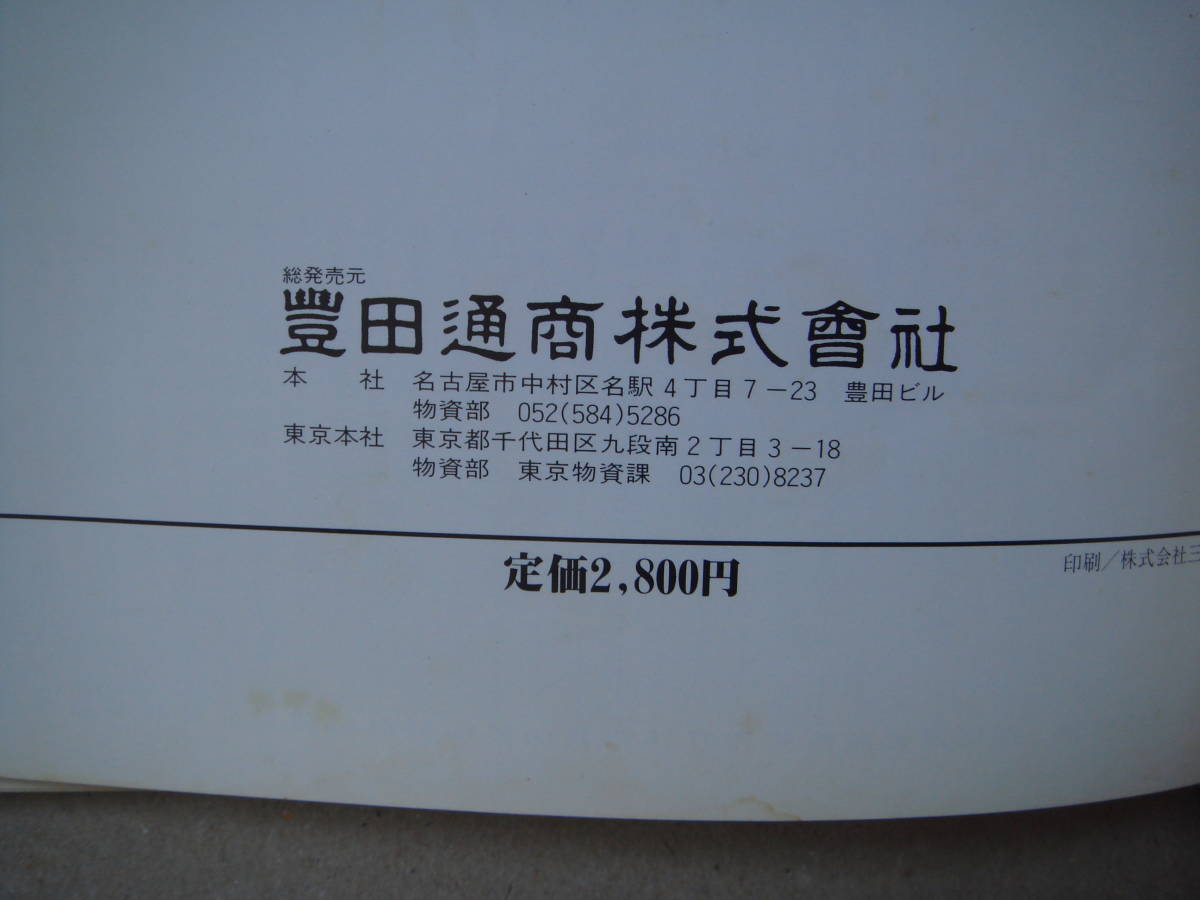 総発売元
豐田通商株式會社
本　社　名古屋市中村区名駅4丁目7-23　豊田ビル
物資部　052(584)5286
東京本社　東京都千代田区九段南2丁目3-18
物資部　東京物資課　03(230)8237
定価2,800円
印刷／株式会社三